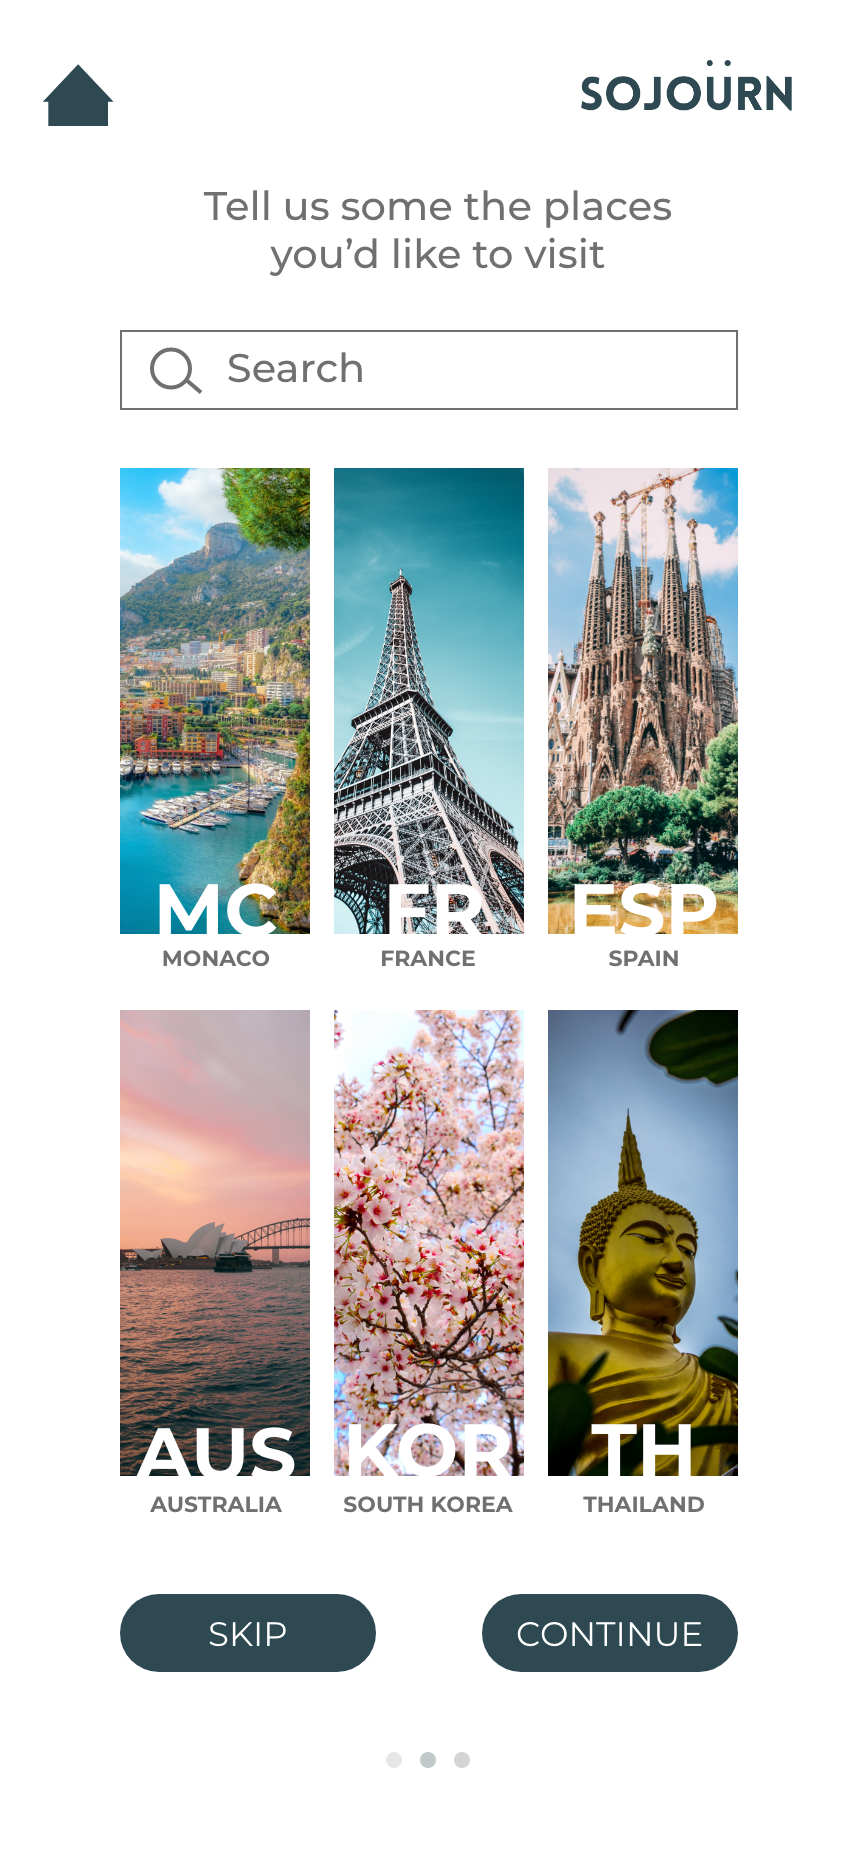 SOJOÜRN
Tell us some the places
you’d like to visit
Search
MC
FR
ESP
MONACO
FRANCE
SPAIN
AUS
KOR
TH
AUSTRALIA
SOUTH KOREA
THAILAND
SKIP
CONTINUE